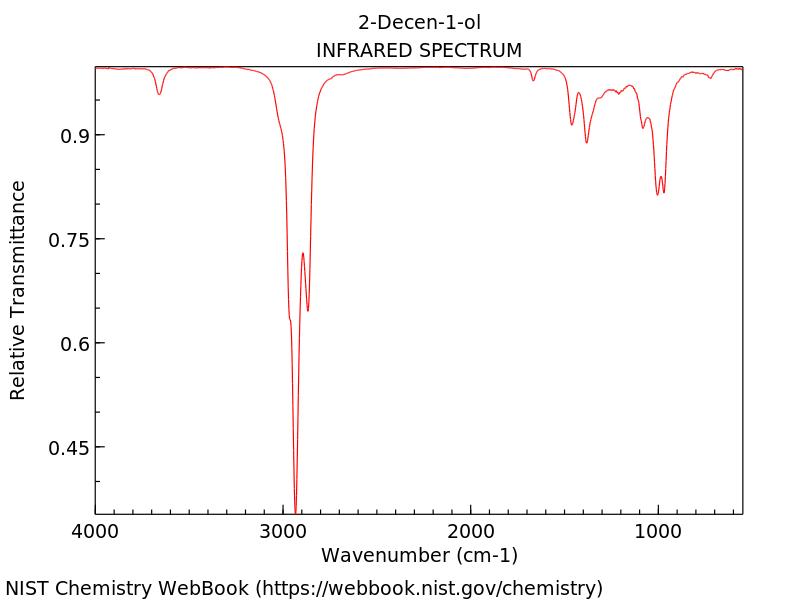 2-Decen-1-ol
INFRARED SPECTRUM
Relative Transmittance
0.9
0.75
0.6
0.45
4000
3000
2000
1000
Wavenumber (cm-1)
NIST Chemistry WebBook (https://webbook.nist.gov/chemistry)